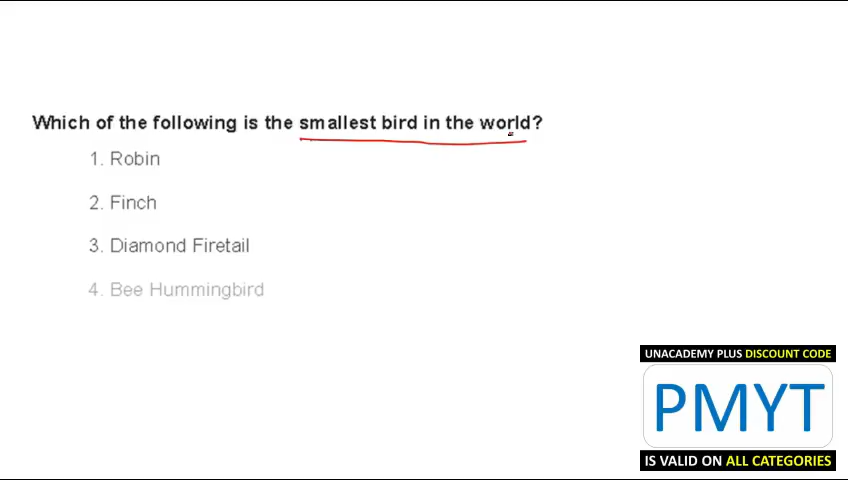 Which of the following is the smallest bird in the world?
1. Robin
2. Finch
3. Diamond Firetail
4. Bee Hummingbird
UNACADEMY PLUS DISCOUNT CODE
PMYT
IS VALID ON ALL CATEGORIES